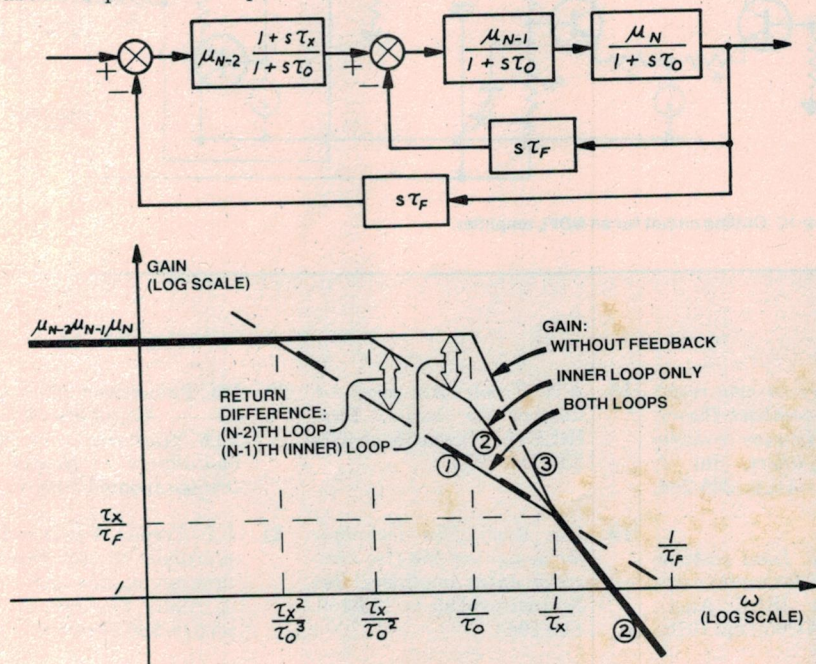 μN-2 (1 + sτx)/(1 + sτO)
μN-1/(1 + sτO)
μN/(1 + sτO)
+
−
+
−
sτF
sτF
GAIN
(LOG SCALE)
μN-2μN-1μN
GAIN:
WITHOUT FEEDBACK
INNER LOOP ONLY
BOTH LOOPS
RETURN
DIFFERENCE:
(N-2)TH LOOP
(N-1)TH (INNER) LOOP
①
②
③
τx/τF
1/τF
1
τx²/τO³
τx/τO²
1/τO
1/τx
ω
(LOG SCALE)
②